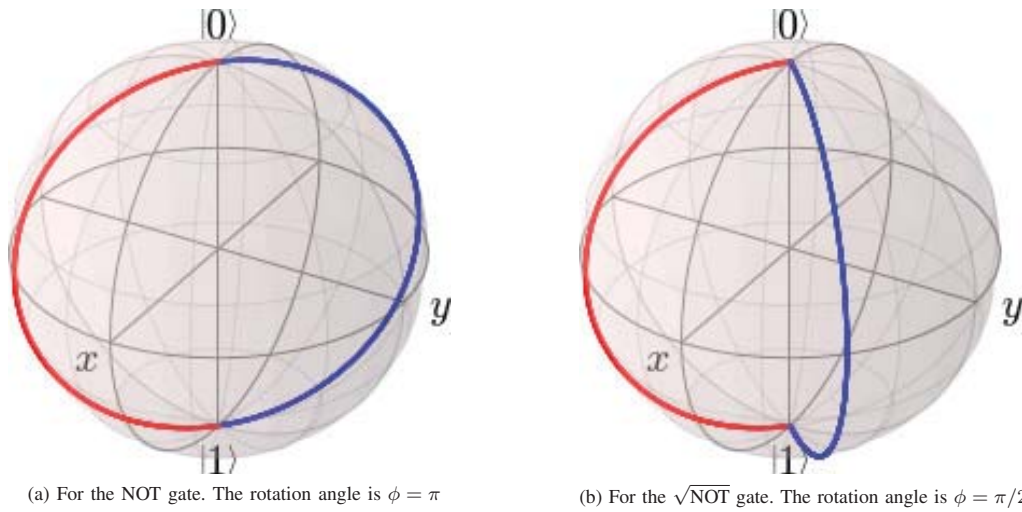 |0⟩
|0⟩
y
y
x
x
|1⟩
|1⟩
(a) For the NOT gate. The rotation angle is ϕ = π
(b) For the √NOT gate. The rotation angle is ϕ = π/2